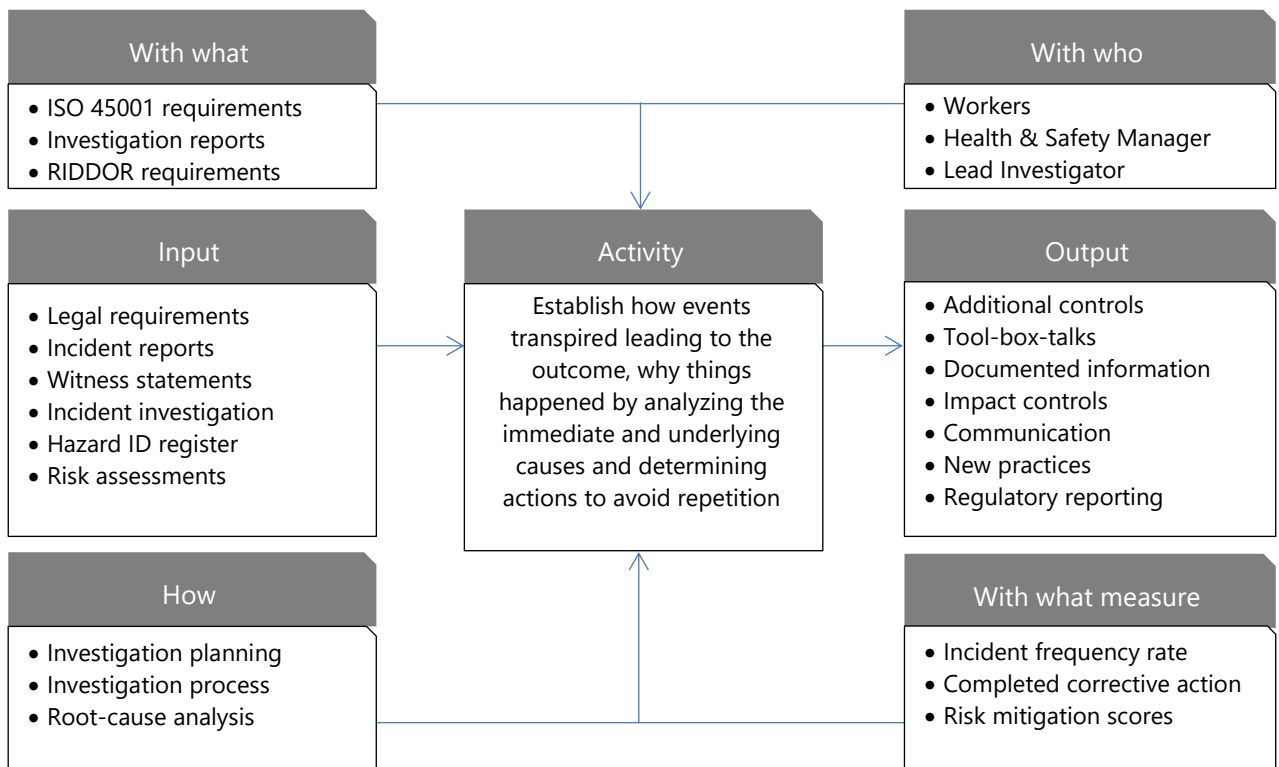 With what
• ISO 45001 requirements
• Investigation reports
• RIDDOR requirements
With who
• Workers
• Health & Safety Manager
• Lead Investigator
Input
• Legal requirements
• Incident reports
• Witness statements
• Incident investigation
• Hazard ID register
• Risk assessments
Activity
Establish how events
transpired leading to the
outcome, why things
happened by analyzing the
immediate and underlying
causes and determining
actions to avoid repetition
Output
• Additional controls
• Tool-box-talks
• Documented information
• Impact controls
• Communication
• New practices
• Regulatory reporting
How
• Investigation planning
• Investigation process
• Root-cause analysis
With what measure
• Incident frequency rate
• Completed corrective action
• Risk mitigation scores